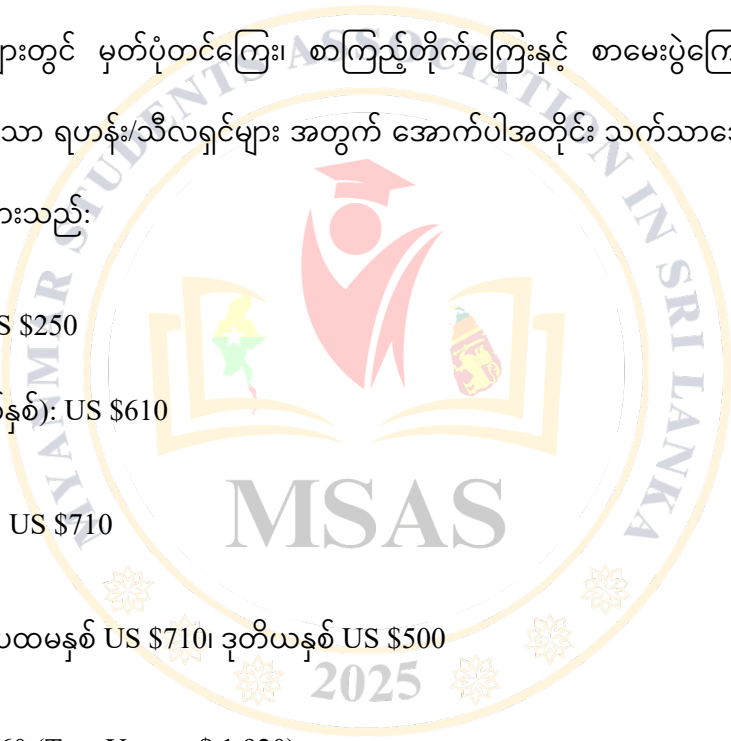 များတွင် မှတ်ပုံတင်ကြေး၊ စာကြည့်တိုက်ကြေးနှင့် စာမေးပွဲကြေ
သော ရဟန်း/သီလရှင်များ အတွက် အောက်ပါအတိုင်း သက်သာ
ားသည်:
S $250
်နှစ်): US $610
US $710
ပထမနှစ် US $710၊ ဒုတိယနှစ် US $500
MYANMAR STUDENTS ASSOCIATION IN SRI LANKA
MSAS
2025